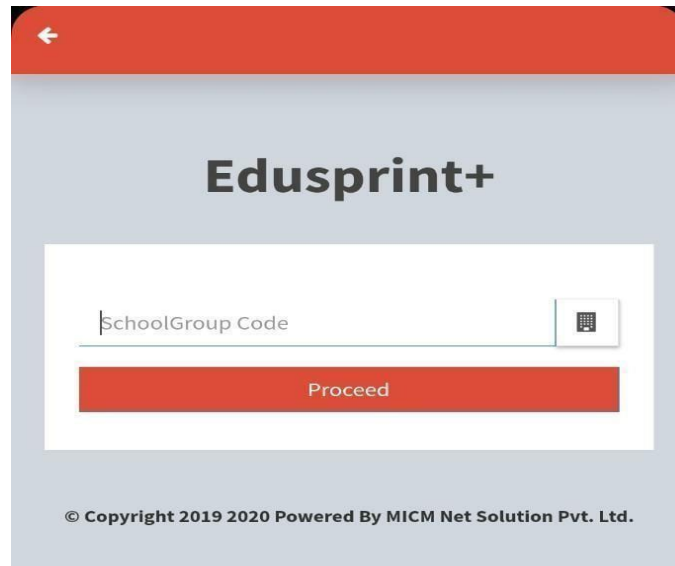 Edusprint+
SchoolGroup Code
Proceed
© Copyright 2019 2020 Powered By MICM Net Solution Pvt. Ltd.